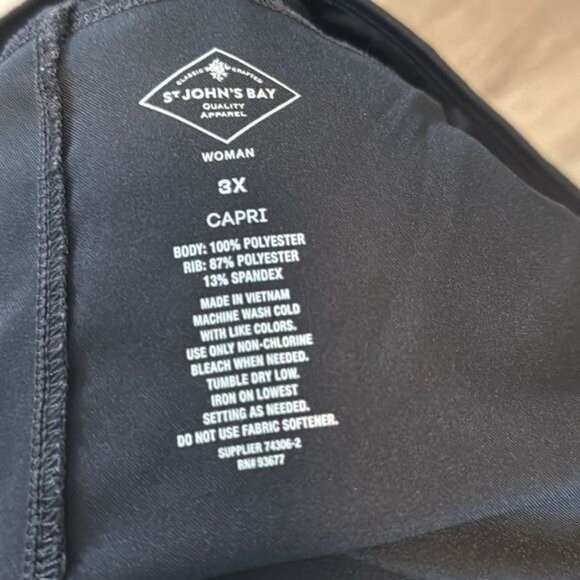 CLASSIC & CRAFTED
ST JOHN'S BAY
QUALITY
APPAREL
WOMAN
3X
CAPRI
BODY: 100% POLYESTER
RIB: 87% POLYESTER
13% SPANDEX
MADE IN VIETNAM
MACHINE WASH COLD
WITH LIKE COLORS.
USE ONLY NON-CHLORINE
BLEACH WHEN NEEDED.
TUMBLE DRY LOW.
IRON ON LOWEST
SETTING AS NEEDED.
DO NOT USE FABRIC SOFTENER.
SUPPLIER 74306-2
RN# 93677